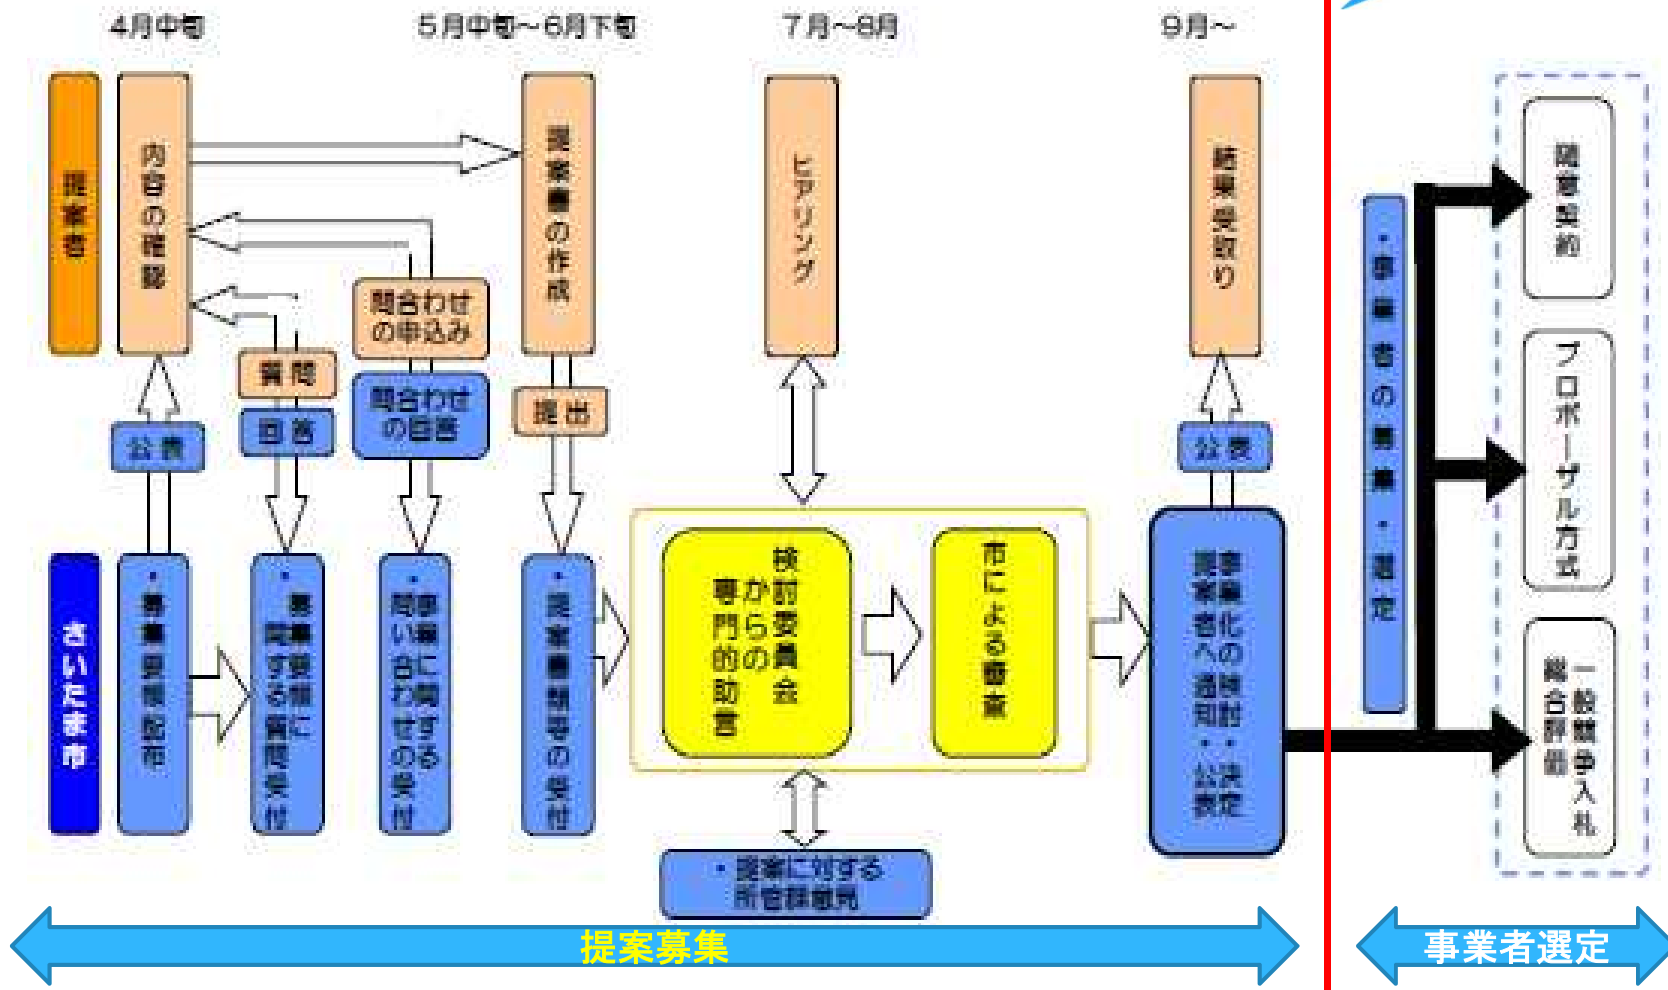 4月中旬
5月中旬～6月下旬
7月～8月
9月～
提案者
内容の確認
提案書の作成
ヒアリング
結果受取り
問合わせ
の申込み
質問
問合わせ
の回答
回答
提出
公表
公表
さいたま市
・事業要領配布
・募集要領に
関する質問受付
・事業に関する
問い合わせの受付
・提案書類等の受付
検討委員会
からの
専門的助言
市による審査
事業化の検討・決定
提案者へ通知・公表
・提案に対する
所管課意見
・事業者の募集・選定
随意契約
プロポーザル方式
一般競争入札
総合評価
提案募集
事業者選定